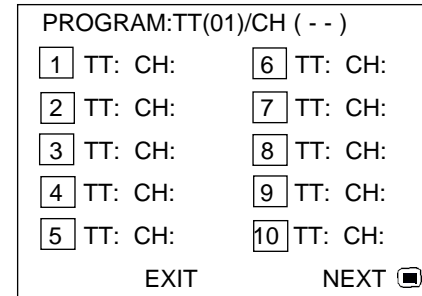 PROGRAM:TT(01)/CH ( - - )
1 TT: CH: 6 TT: CH:
2 TT: CH: 7 TT: CH:
3 TT: CH: 8 TT: CH:
4 TT: CH: 9 TT: CH:
5 TT: CH: 10 TT: CH:
EXIT NEXT